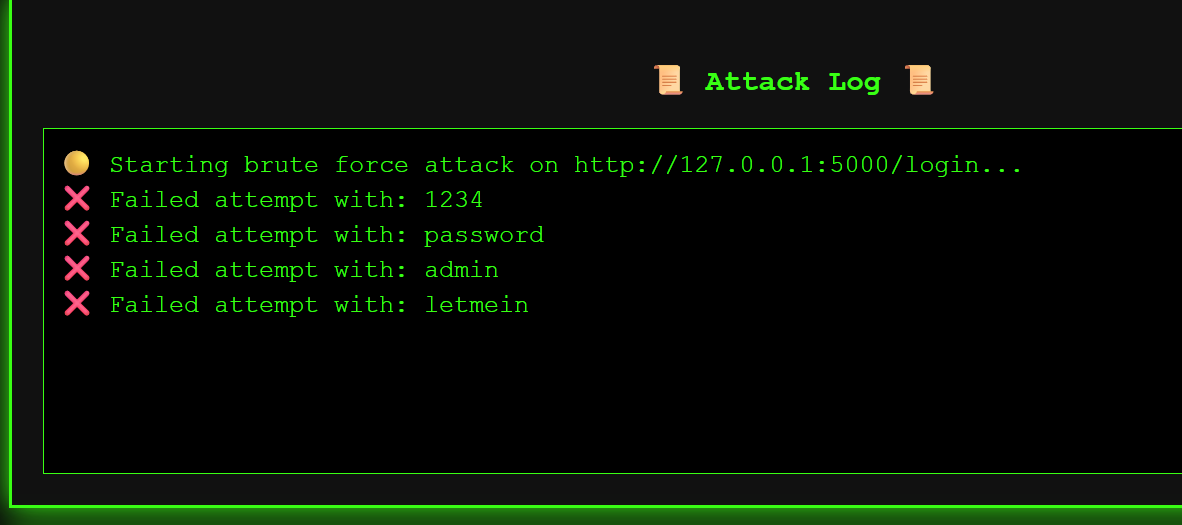 📜 Attack Log 📜
🟡 Starting brute force attack on http://127.0.0.1:5000/login...
❌ Failed attempt with: 1234
❌ Failed attempt with: password
❌ Failed attempt with: admin
❌ Failed attempt with: letmein